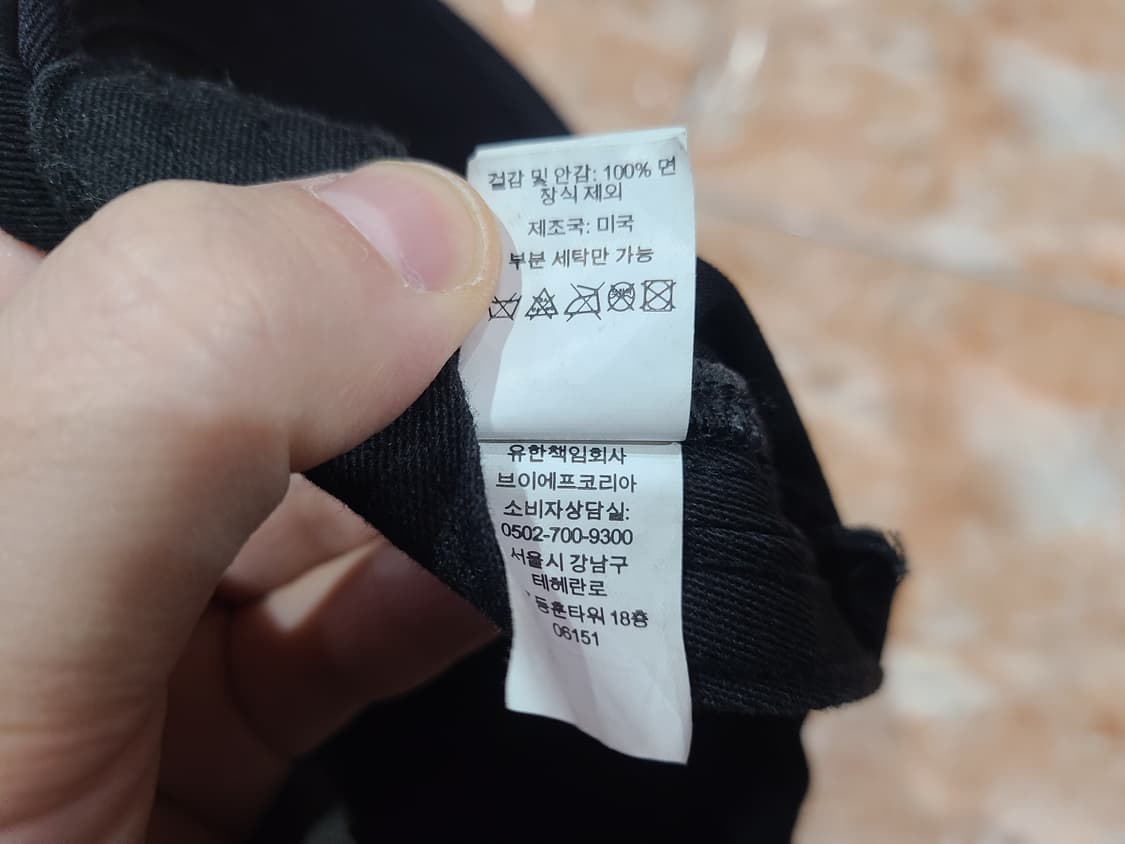 겉감 및 안감: 100% 면
장식 제외
제조국: 미국
부분 세탁만 가능
유한책임회사
브이에프코리아
소비자상담실:
0502-700-9300
서울시 강남구
테헤란로
동훈타워 18층
06151